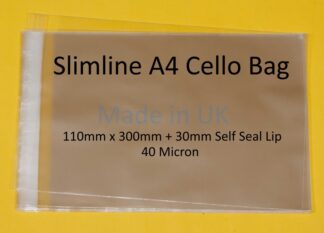 Slimline A4 Cello Bag
Made in UK
110mm x 300mm + 30mm Self Seal Lip
40 Micron